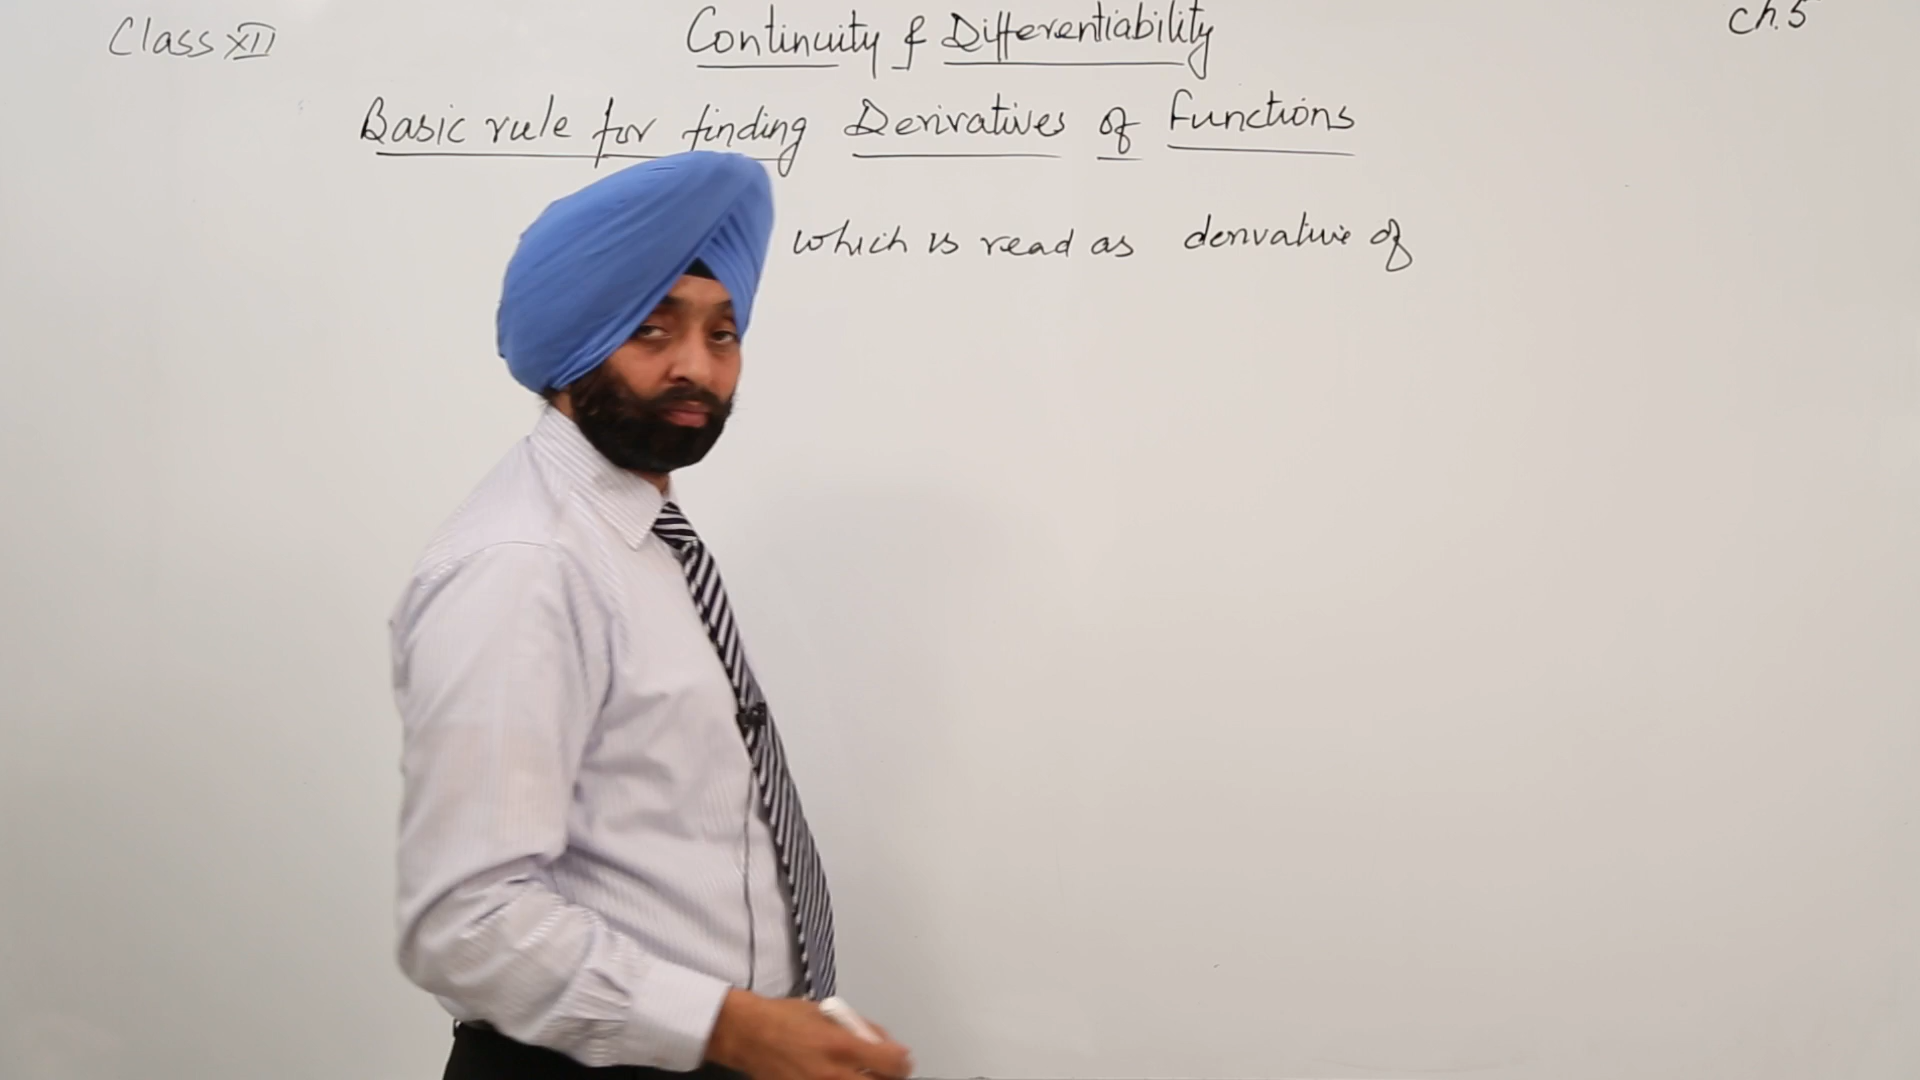 Class XII
Continuity & Differentiability
Ch. 5
Basic rule for finding Derivatives of Functions
which is read as derivative of